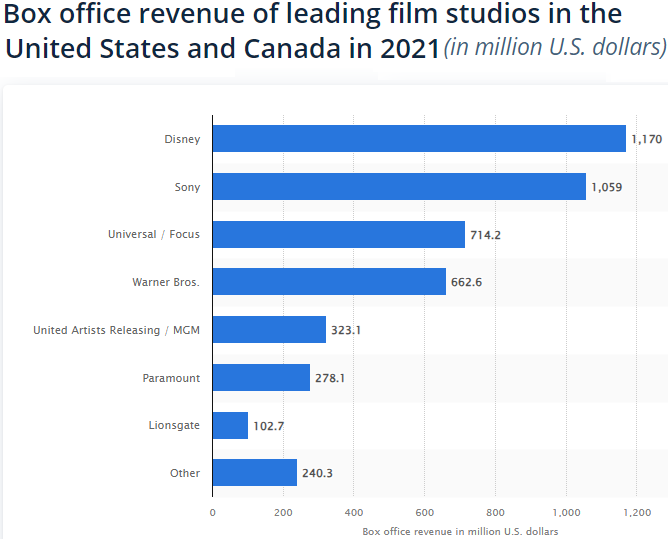 Box office revenue of leading film studios in the
United States and Canada in 2021 (in million U.S. dollars)
Disney 1,170
Sony 1,059
Universal / Focus 714.2
Warner Bros. 662.6
United Artists Releasing / MGM 323.1
Paramount 278.1
Lionsgate 102.7
Other 240.3
0 200 400 600 800 1,000 1,200
Box office revenue in million U.S. dollars